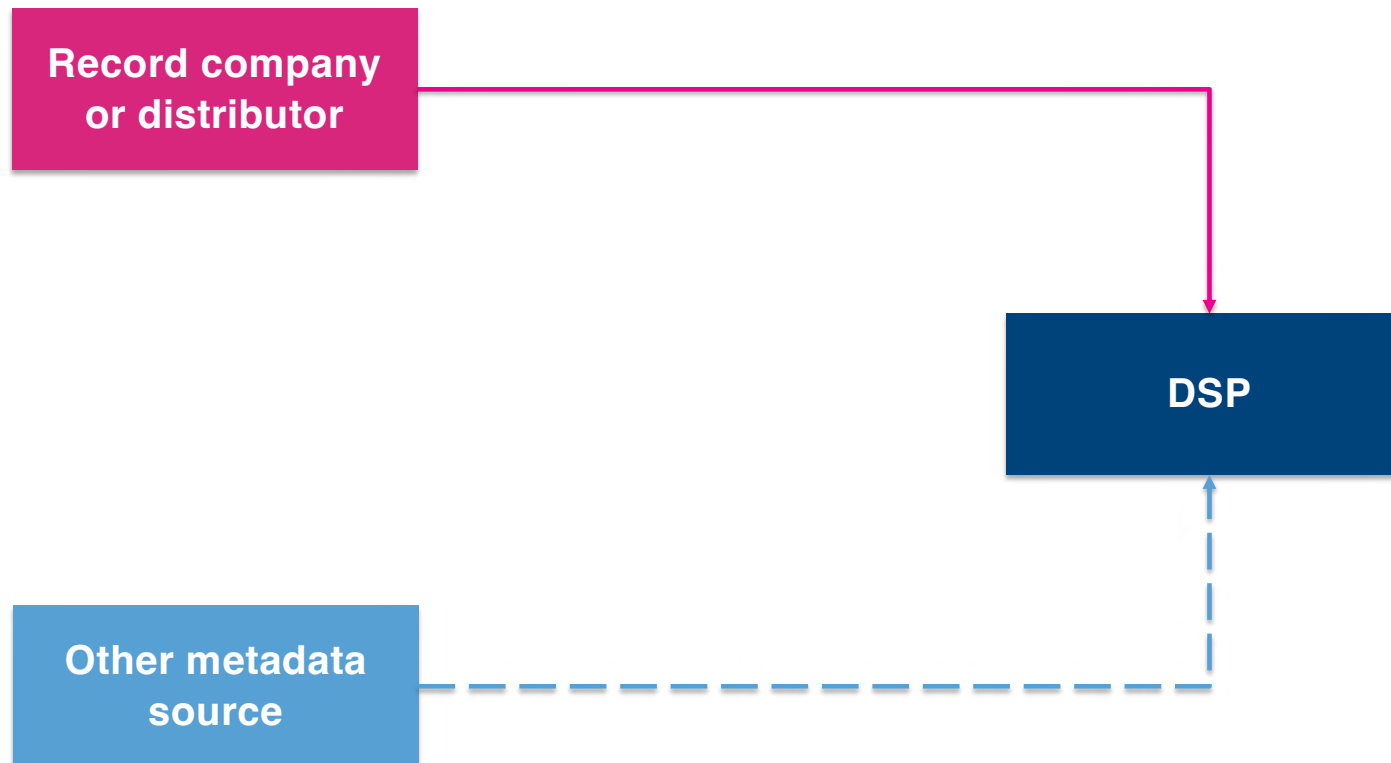 Record company
or distributor
DSP
Other metadata
source